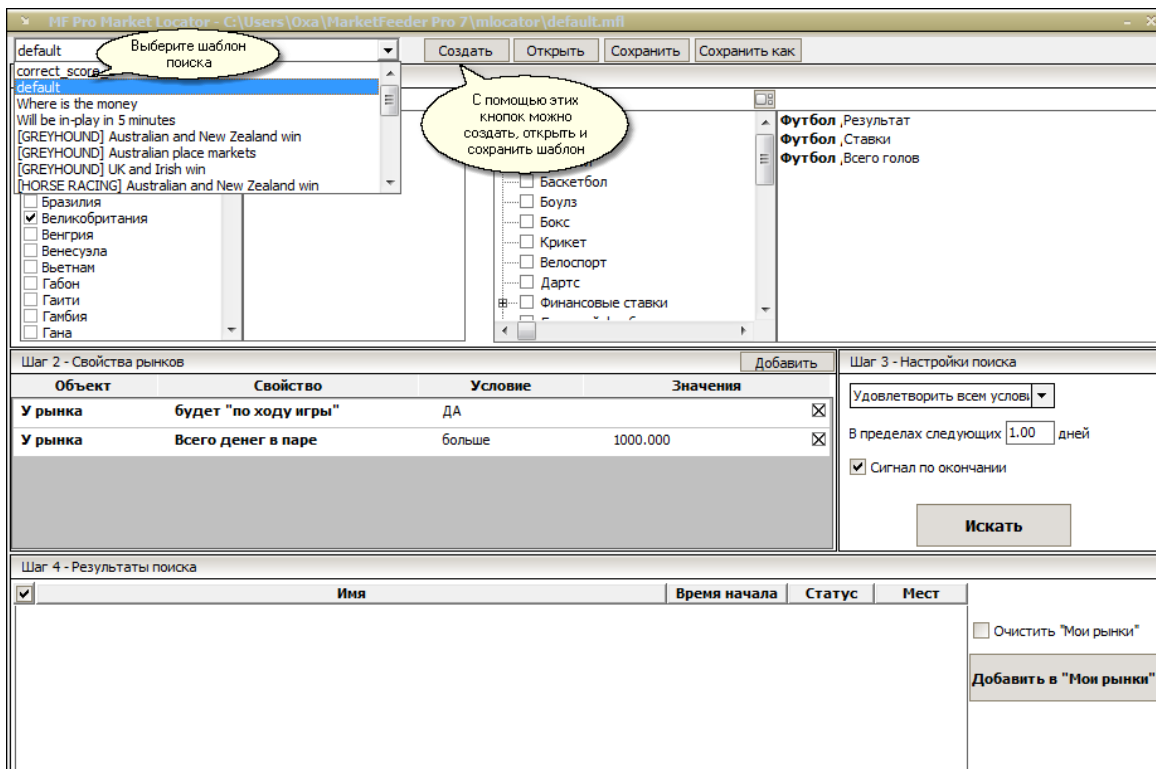 MF Pro Market Locator - C:\Users\Oxa\MarketFeeder Pro 7\mlocator\default.mfl
default
Выберите шаблон
поиска
Создать
Открыть
Сохранить
Сохранить как
correct_score
default
Where is the money
Will be in-play in 5 minutes
[GREYHOUND] Australian and New Zealand win
[GREYHOUND] Australian place markets
[GREYHOUND] UK and Irish win
[HORSE RACING] Australian and New Zealand win
С помощью этих
кнопок можно
создать, открыть и
сохранить шаблон
Бразилия
Великобритания
Венгрия
Венесуэла
Вьетнам
Габон
Гаити
Гамбия
Гана
Баскетбол
Боулз
Бокс
Крикет
Велоспорт
Дартс
Финансовые ставки
Футбол ,Результат
Футбол ,Ставки
Футбол ,Всего голов
Шаг 2 - Свойства рынков
Добавить
Объект Свойство Условие Значения
У рынка будет "по ходу игры" ДА
У рынка Всего денег в паре больше 1000.000
Шаг 3 - Настройки поиска
Удовлетворить всем услови
В пределах следующих 1.00 дней
Сигнал по окончании
Искать
Шаг 4 - Результаты поиска
Имя Время начала Статус Мест
Очистить "Мои рынки"
Добавить в "Мои рынки"